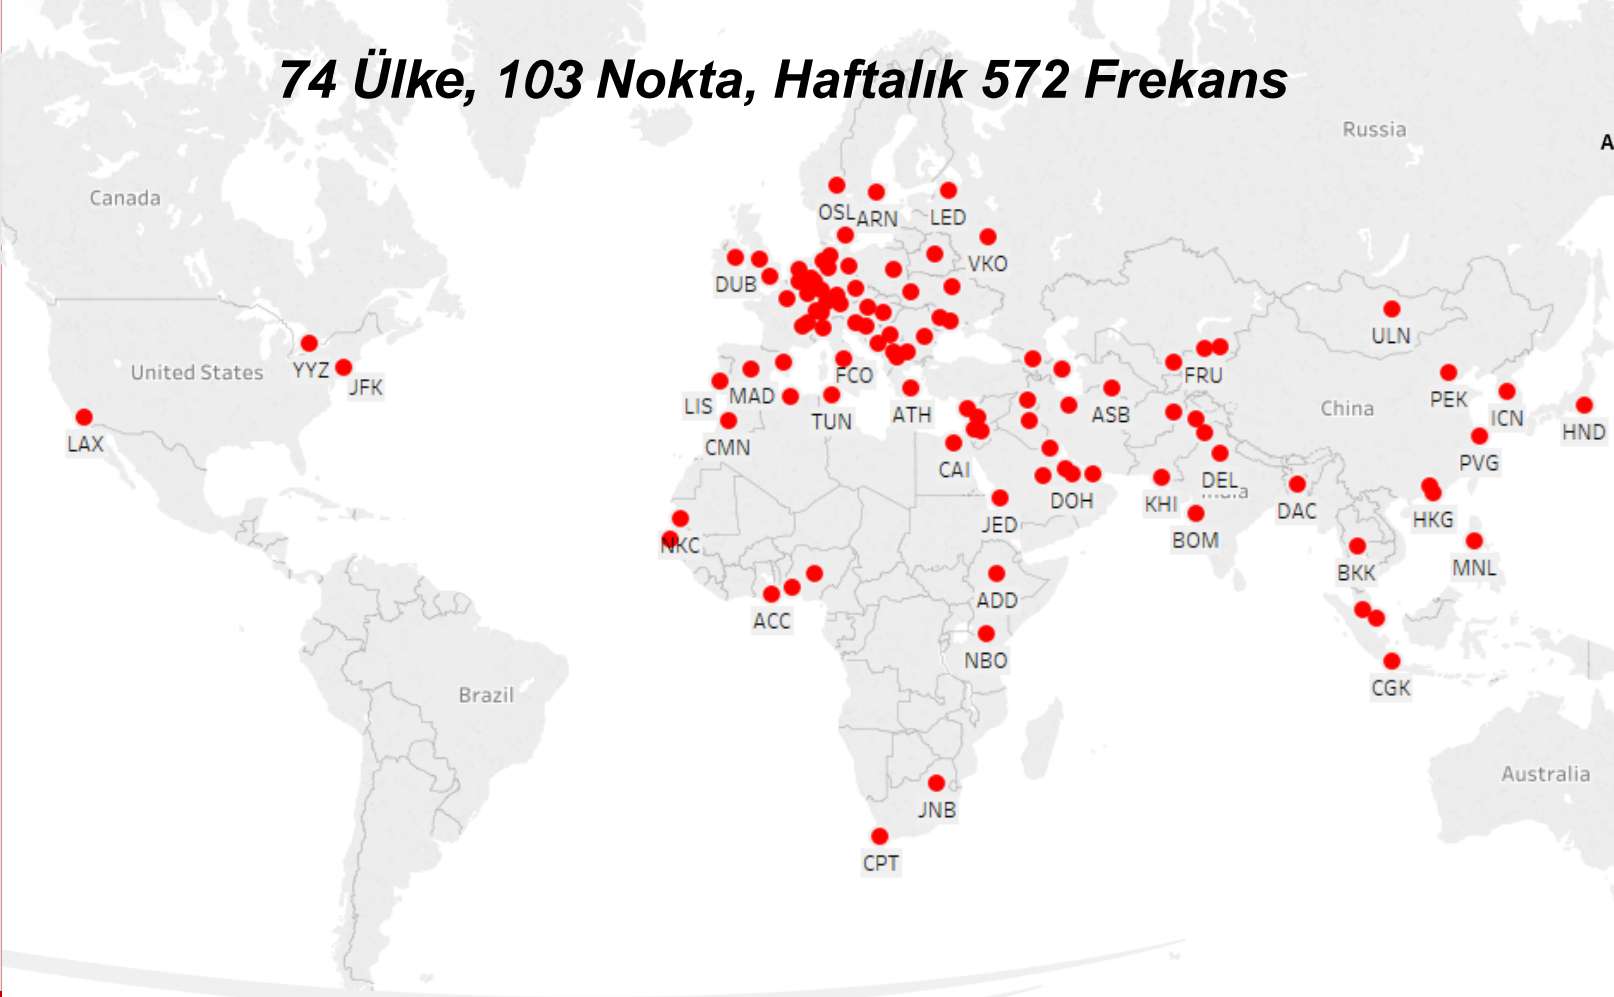 74 Ülke, 103 Nokta, Haftalık 572 Frekans
Russia
A
Canada
OSL
ARN
LED
VKO
DUB
ULN
United States
YYZ
JFK
LIS
MAD
FCO
TUN
ATH
ASB
FRU
China
PEK
ICN
HND
LAX
CMN
CAI
PVG
DOH
KHI
DEL
India
DAC
HKG
JED
BOM
NKC
BKK
MNL
ACC
ADD
NBO
CGK
Brazil
Australia
JNB
CPT